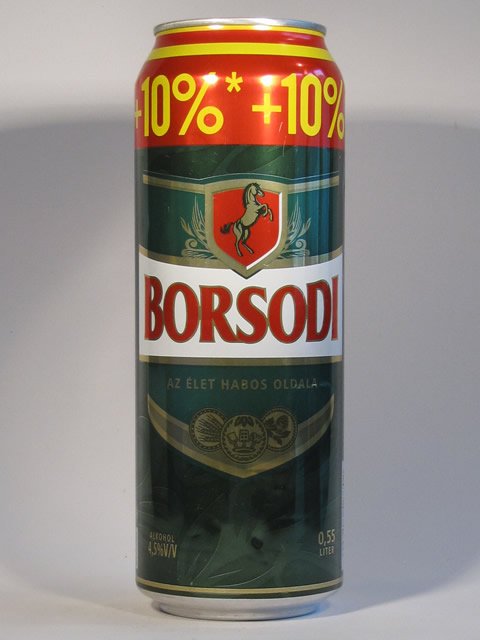 +10%* +10%
BORSODI
AZ ÉLET HABOS OLDALA
ALKOHOL
4,5%V/V
0,55
LITER